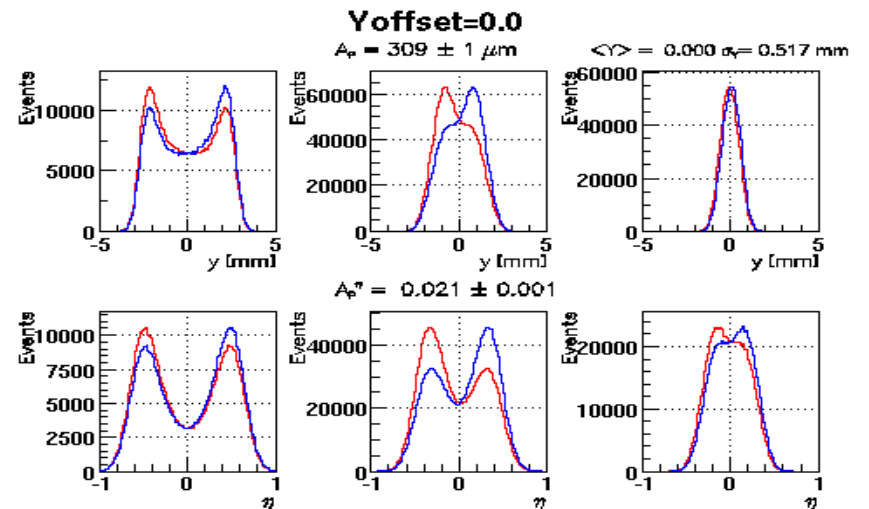 Yoffset=0.0
A_P = 309 ± 1 μm
<Y> = 0.000 σ_Y= 0.517 mm
Events
10000
5000
0
-5
0
5
y [mm]
Events
60000
40000
20000
0
-5
0
5
y [mm]
Events
60000
40000
20000
0
-5
0
5
y [mm]
A_P^η = 0.021 ± 0.001
Events
10000
7500
5000
2500
0
-1
0
1
η
Events
40000
20000
0
-1
0
1
η
Events
20000
10000
0
-1
0
1
η